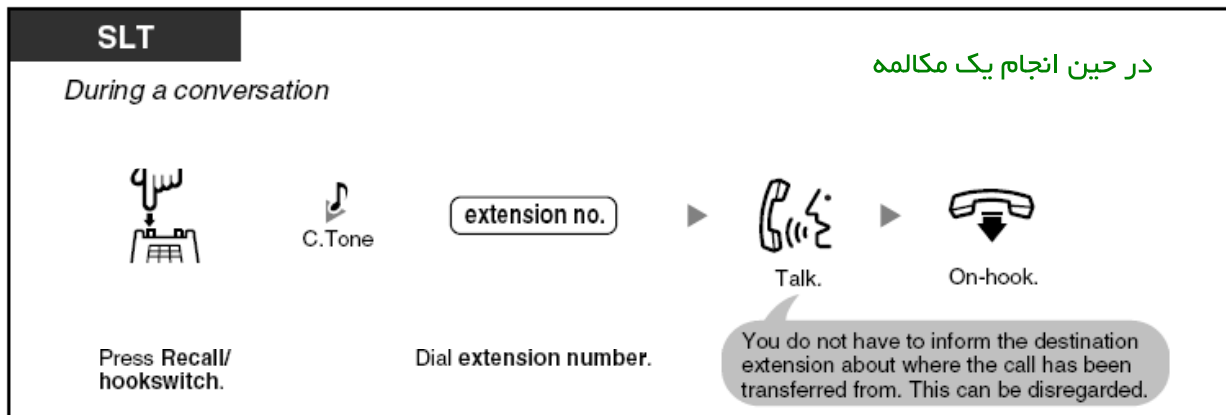 SLT
During a conversation
در حین انجام یک مکالمه
C.Tone
extension no.
Talk.
On-hook.
Press Recall/
hookswitch.
Dial extension number.
You do not have to inform the destination
extension about where the call has been
transferred from. This can be disregarded.